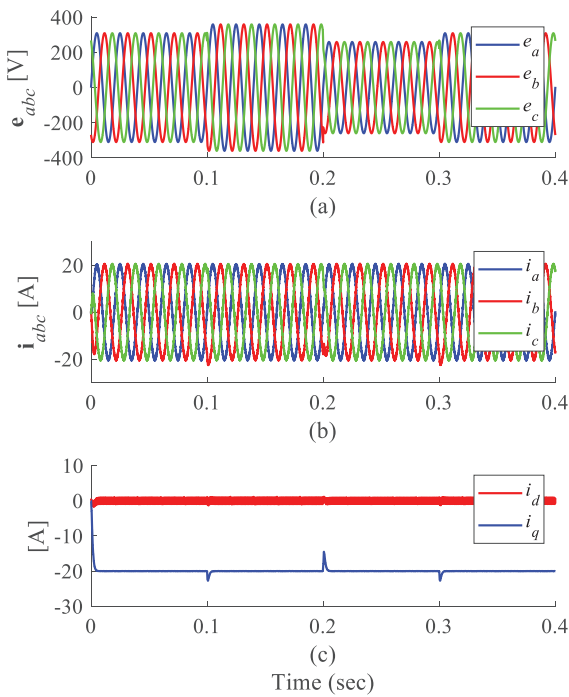 400
200
0
-200
-400
e_abc [V]
e_a
e_b
e_c
0 0.1 0.2 0.3 0.4
(a)
20
0
-20
i_abc [A]
i_a
i_b
i_c
0 0.1 0.2 0.3 0.4
(b)
10
0
-10
-20
-30
[A]
i_d
i_q
0 0.1 0.2 0.3 0.4
(c)
Time (sec)